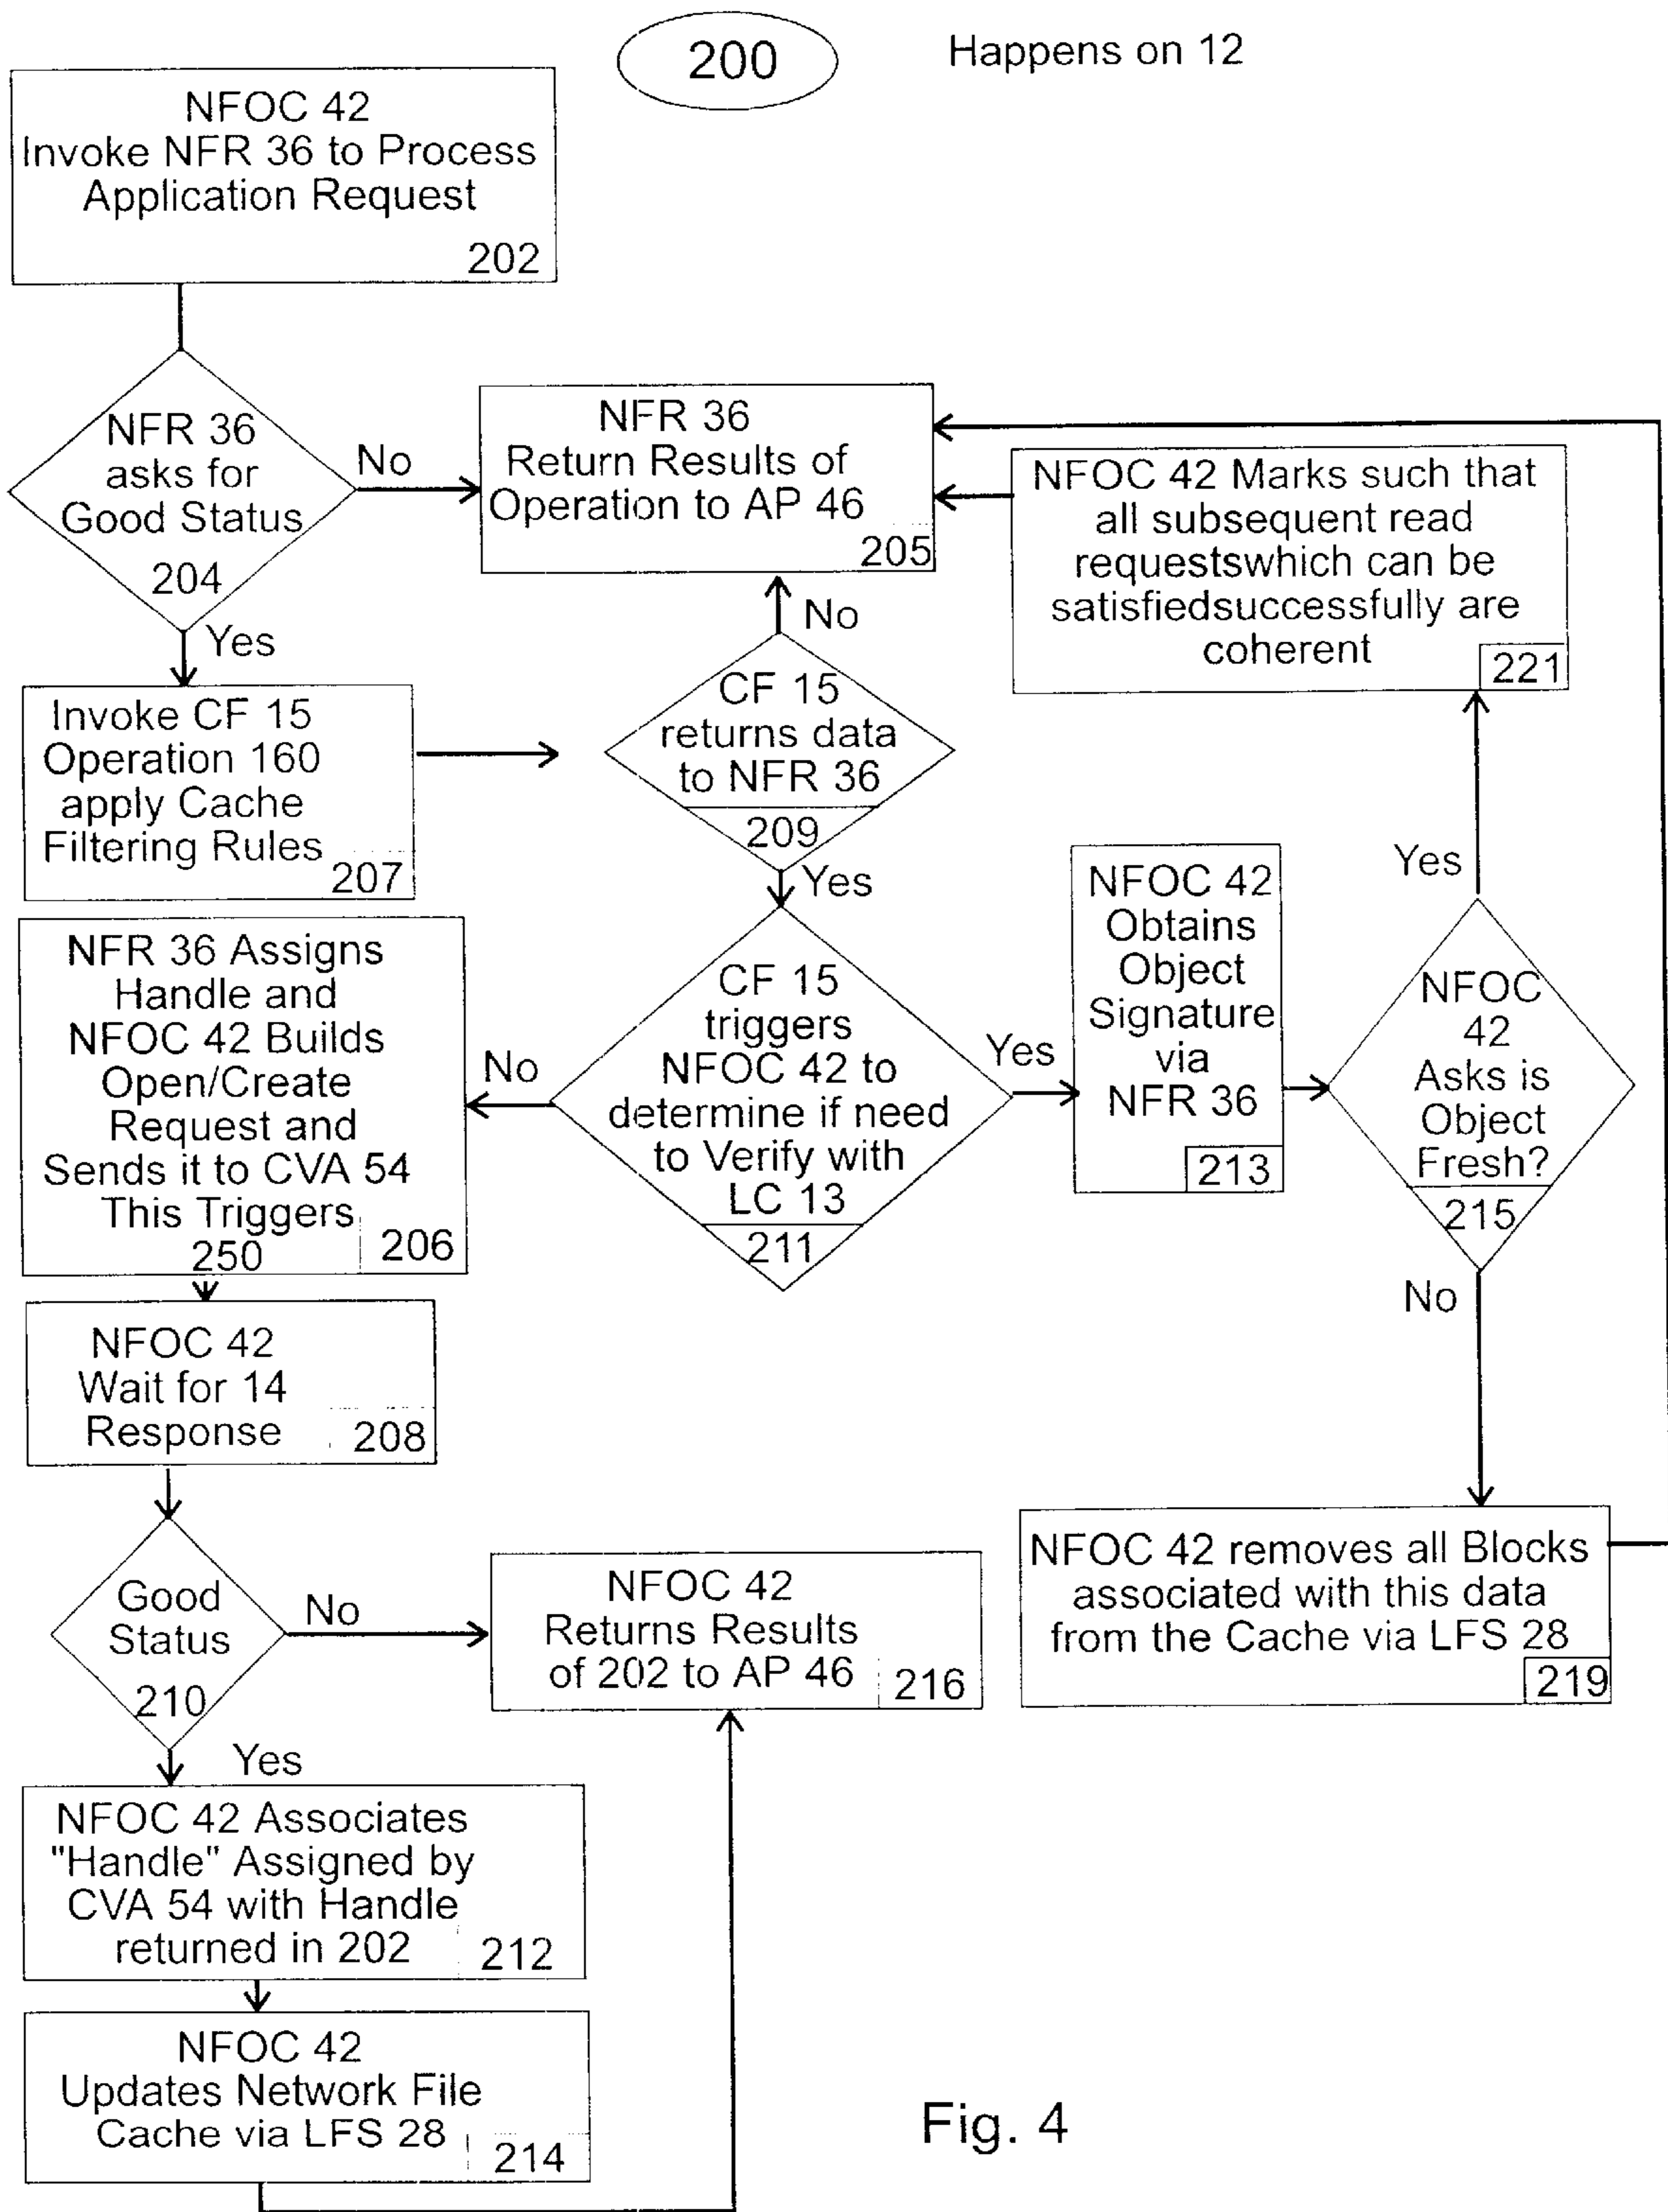 200
Happens on 12
NFOC 42
Invoke NFR 36 to Process
Application Request
202
NFR 36
asks for
Good Status
204
No
Yes
NFR 36
Return Results of
Operation to AP 46
205
NFOC 42 Marks such that
all subsequent read
requestswhich can be
satisfiedsuccessfully are
coherent
221
Invoke CF 15
Operation 160
apply Cache
Filtering Rules
207
No
CF 15
returns data
to NFR 36
209
Yes
NFR 36 Assigns
Handle and
NFOC 42 Builds
Open/Create
Request and
Sends it to CVA 54
This Triggers
250
206
No
CF 15
triggers
NFOC 42 to
determine if need
to Verify with
LC 13
211
Yes
NFOC 42
Obtains
Object
Signature
via
NFR 36
213
Yes
NFOC
42
Asks is
Object
Fresh?
215
No
NFOC 42
Wait for 14
Response
208
Good
Status
210
No
Yes
NFOC 42
Returns Results
of 202 to AP 46
216
NFOC 42 removes all Blocks
associated with this data
from the Cache via LFS 28
219
NFOC 42 Associates
"Handle" Assigned by
CVA 54 with Handle
returned in 202
212
NFOC 42
Updates Network File
Cache via LFS 28
214
Fig. 4